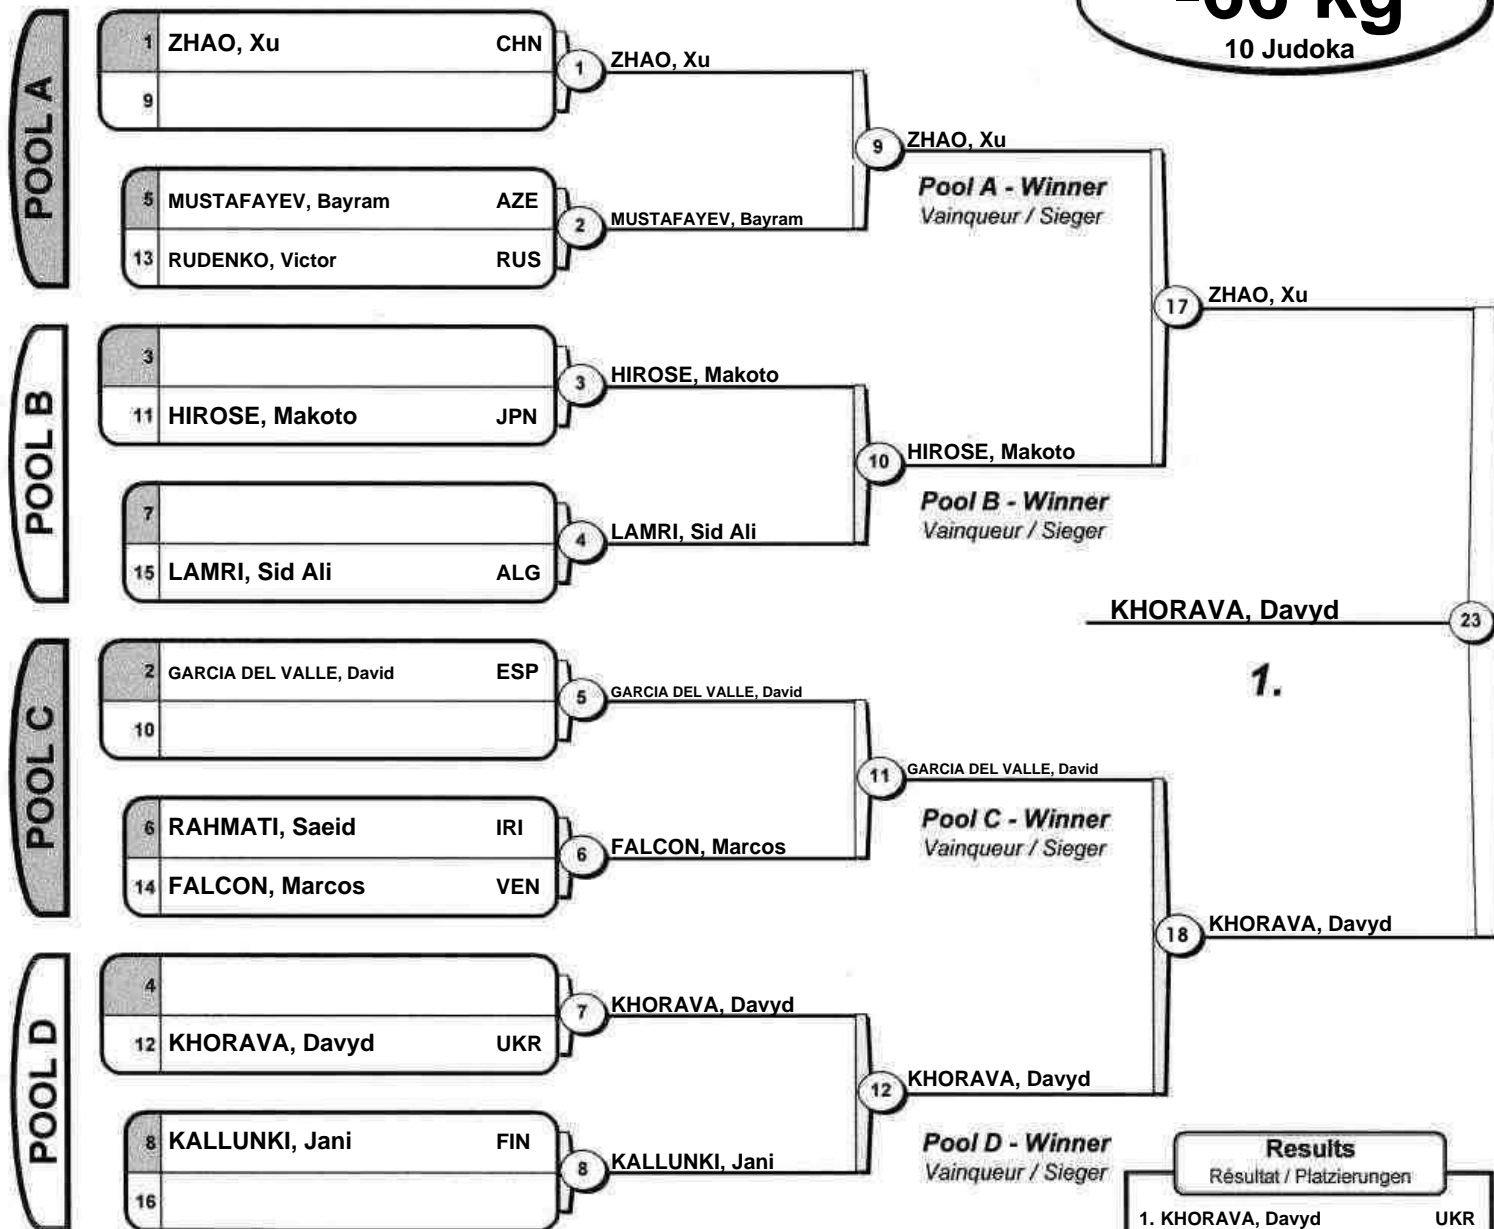 -66 kg
10 Judoka
POOL A
1 ZHAO, Xu CHN
9
1 ZHAO, Xu
5 MUSTAFAYEV, Bayram AZE
13 RUDENKO, Victor RUS
2 MUSTAFAYEV, Bayram
9 ZHAO, Xu
Pool A - Winner
Vainqueur / Sieger
17 ZHAO, Xu
POOL B
3
11 HIROSE, Makoto JPN
3 HIROSE, Makoto
7
15 LAMRI, Sid Ali ALG
4 LAMRI, Sid Ali
10 HIROSE, Makoto
Pool B - Winner
Vainqueur / Sieger
KHORAVA, Davyd 23
1.
POOL C
2 GARCIA DEL VALLE, David ESP
10
5 GARCIA DEL VALLE, David
6 RAHMATI, Saeid IRI
14 FALCON, Marcos VEN
6 FALCON, Marcos
11 GARCIA DEL VALLE, David
Pool C - Winner
Vainqueur / Sieger
18 KHORAVA, Davyd
POOL D
4
12 KHORAVA, Davyd UKR
7 KHORAVA, Davyd
8 KALLUNKI, Jani FIN
16
8 KALLUNKI, Jani
12 KHORAVA, Davyd
Pool D - Winner
Vainqueur / Sieger
Results
Résultat / Platzierungen
1. KHORAVA, Davyd UKR